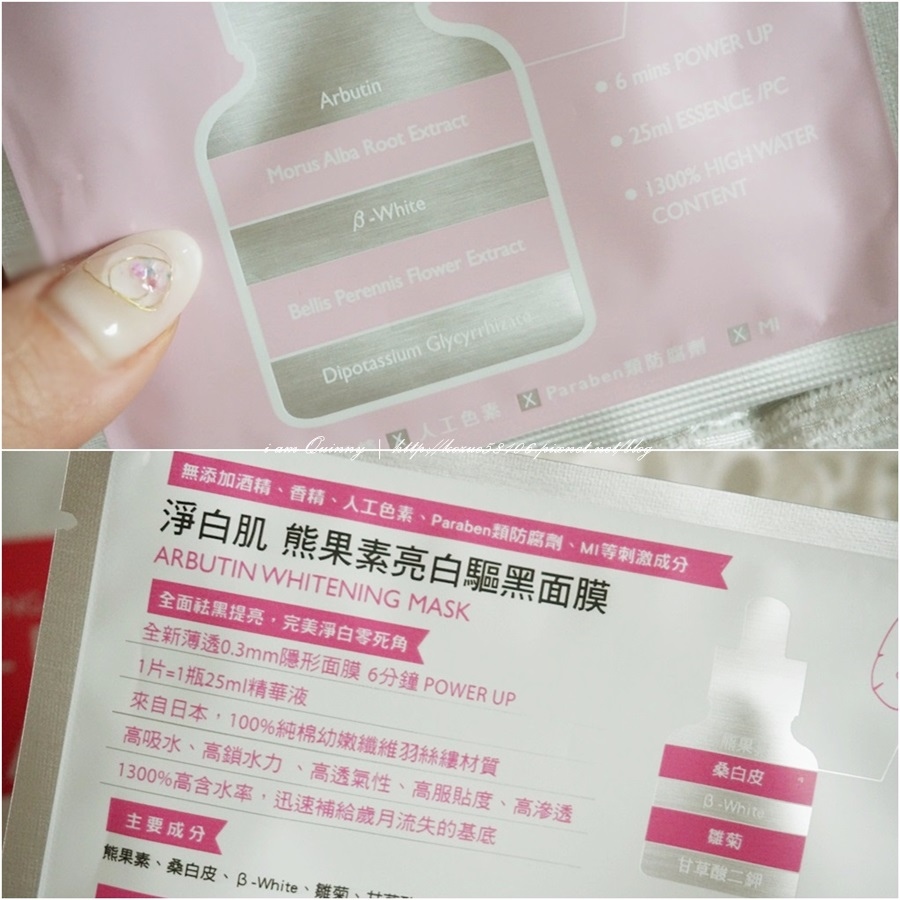 Arbutin
Morus Alba Root Extract
β-White
Bellis Perennis Flower Extract
Dipotassium Glycyrrhizate
6 mins POWER UP
25ml ESSENCE /PC
1300% HIGH WATER
CONTENT
X 人工色素 X Paraben類防腐劑 X MI
i am Quinny |
無添加酒精、香精、人工色素、Paraben類防腐劑、MI等刺激成分
淨白肌 熊果素亮白驅黑面膜
ARBUTIN WHITENING MASK
全面祛黑提亮，完美淨白零死角
全新薄透0.3mm隱形面膜 6分鐘 POWER UP
1片=1瓶25ml精華液
來自日本，100%純棉幼嫩纖維羽絲縷材質
高吸水、高鎖水力 、高透氣性、高服貼度、高滲透
1300%高含水率，迅速補給歲月流失的基底
主要成分
熊果素、桑白皮、β-White、雛菊、甘草酸
熊果
桑白皮
β-White
雛菊
甘草酸二鉀